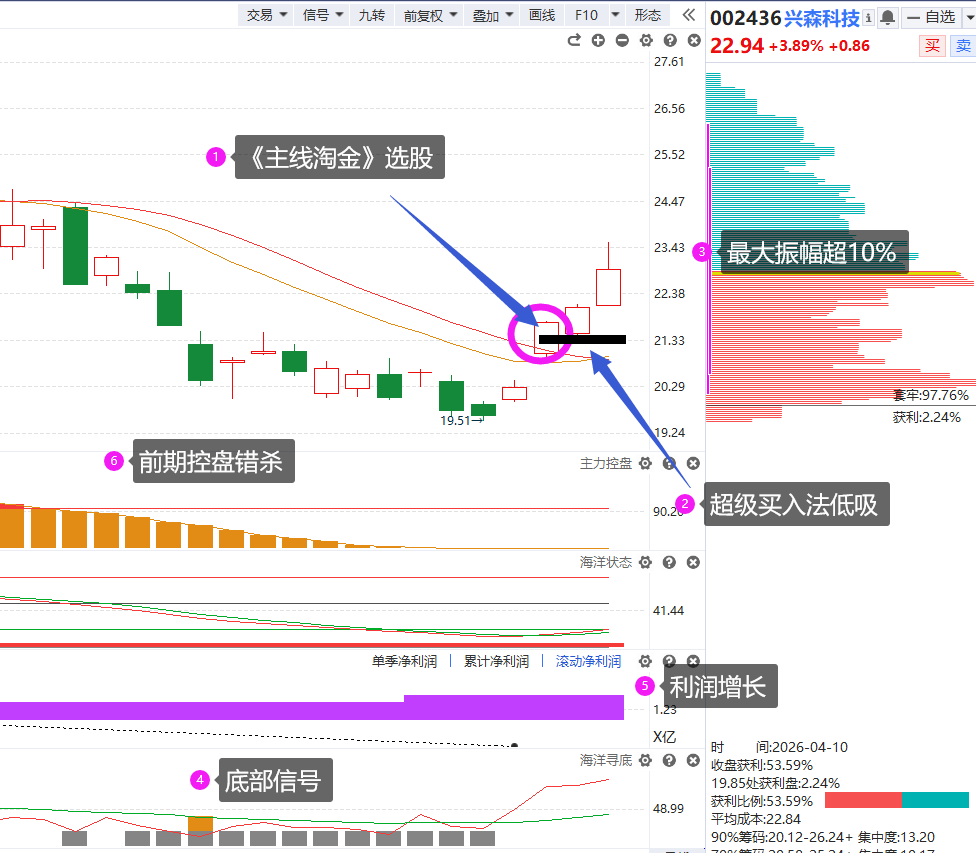 交易 信号 九转 前复权 叠加 画线 F10 形态
002436兴森科技 自选
22.94 +3.89% +0.86 买 卖
27.61
26.56
1 《主线淘金》选股
25.52
24.47
23.43
3 最大振幅超10%
22.38
21.33
20.29
套牢:97.76%
19.51→
获利:2.24%
19.24
6 前期控盘错杀
主力控盘
2 超级买入法低吸
海洋状态
41.44
单季净利润 累计净利润 滚动净利润
5 利润增长
1.23
X亿
时 间:2026-04-10
海洋寻底
收盘获利:53.59%
4 底部信号
19.85处获利盘:2.24%
获利比例:53.59%
48.99
平均成本:22.84
90%筹码:20.12-26.24+ 集中度:13.20